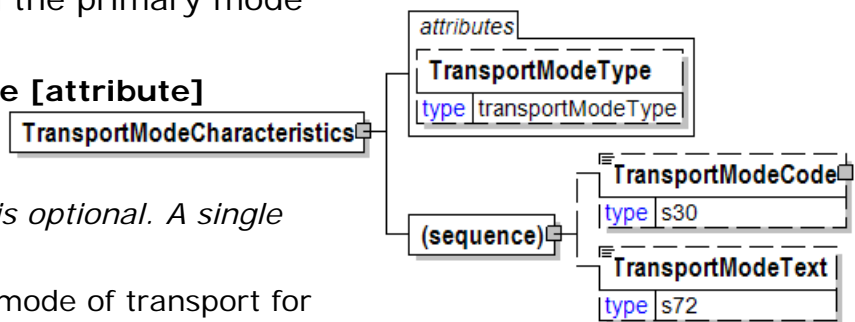 the primary mode
e [attribute]
is optional. A single
mode of transport for
TransportModeCharacteristics
attributes
TransportModeType
type transportModeType
(sequence)
TransportModeCode
type s30
TransportModeText
type s72